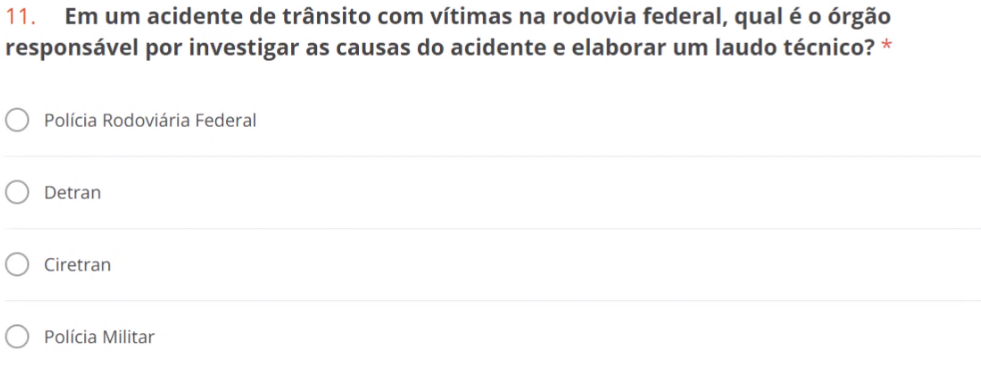 11. Em um acidente de trânsito com vítimas na rodovia federal, qual é o órgão
responsável por investigar as causas do acidente e elaborar um laudo técnico? *
Polícia Rodoviária Federal
Detran
Ciretran
Polícia Militar